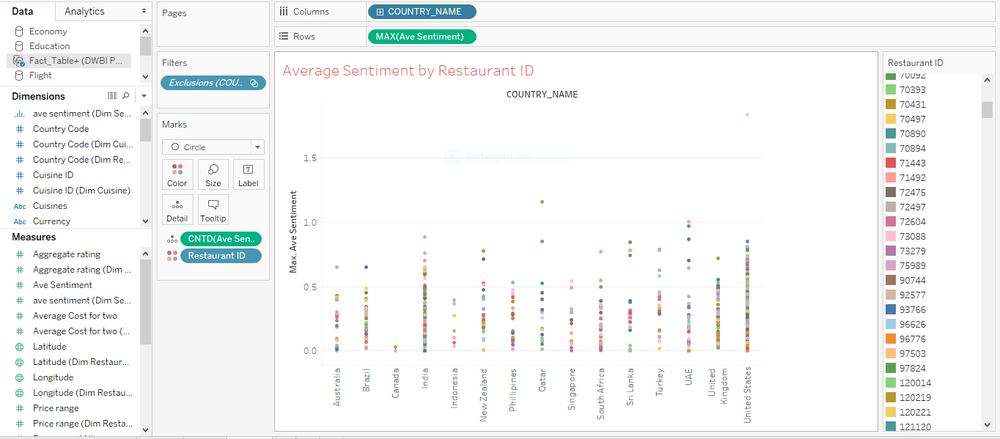 Data
Analytics
Economy
Education
Fact_Table+ (DWBI P...
Flight
Dimensions
ave sentiment (Dim Se...
Country Code
Country Code (Dim Cui...
Country Code (Dim Re...
Cuisine ID
Cuisine ID (Dim Cuisine)
Abc Cuisines
Abc Currency
Measures
Aggregate rating
Aggregate rating (Dim ...
Ave Sentiment
ave sentiment (Dim Se...
Average Cost for two
Average Cost for two (...
Latitude
Latitude (Dim Restaur...
Longitude
Longitude (Dim Restau...
Price range
Price range (Dim Resta...
Pages
Filters
Exclusions (COU..
Marks
Circle
Color
Size
Label
Detail
Tooltip
CNTD(Ave Sen..
Restaurant ID
Columns
COUNTRY_NAME
Rows
MAX(Ave Sentiment)
Average Sentiment by Restaurant ID
COUNTRY_NAME
Rectangular Snip
Max. Ave Sentiment
1.5
1.0
0.5
0.0
Australia
Brazil
Canada
India
Indonesia
New Zealand
Phillipines
Qatar
Singapore
South Africa
Sri Lanka
Turkey
UAE
United
Kingdom
United States
Restaurant ID
70092
70393
70431
70497
70890
70894
71443
71492
72475
72497
72604
73088
73279
75989
90744
92577
93766
96626
96776
97503
97824
120014
120219
120221
121120